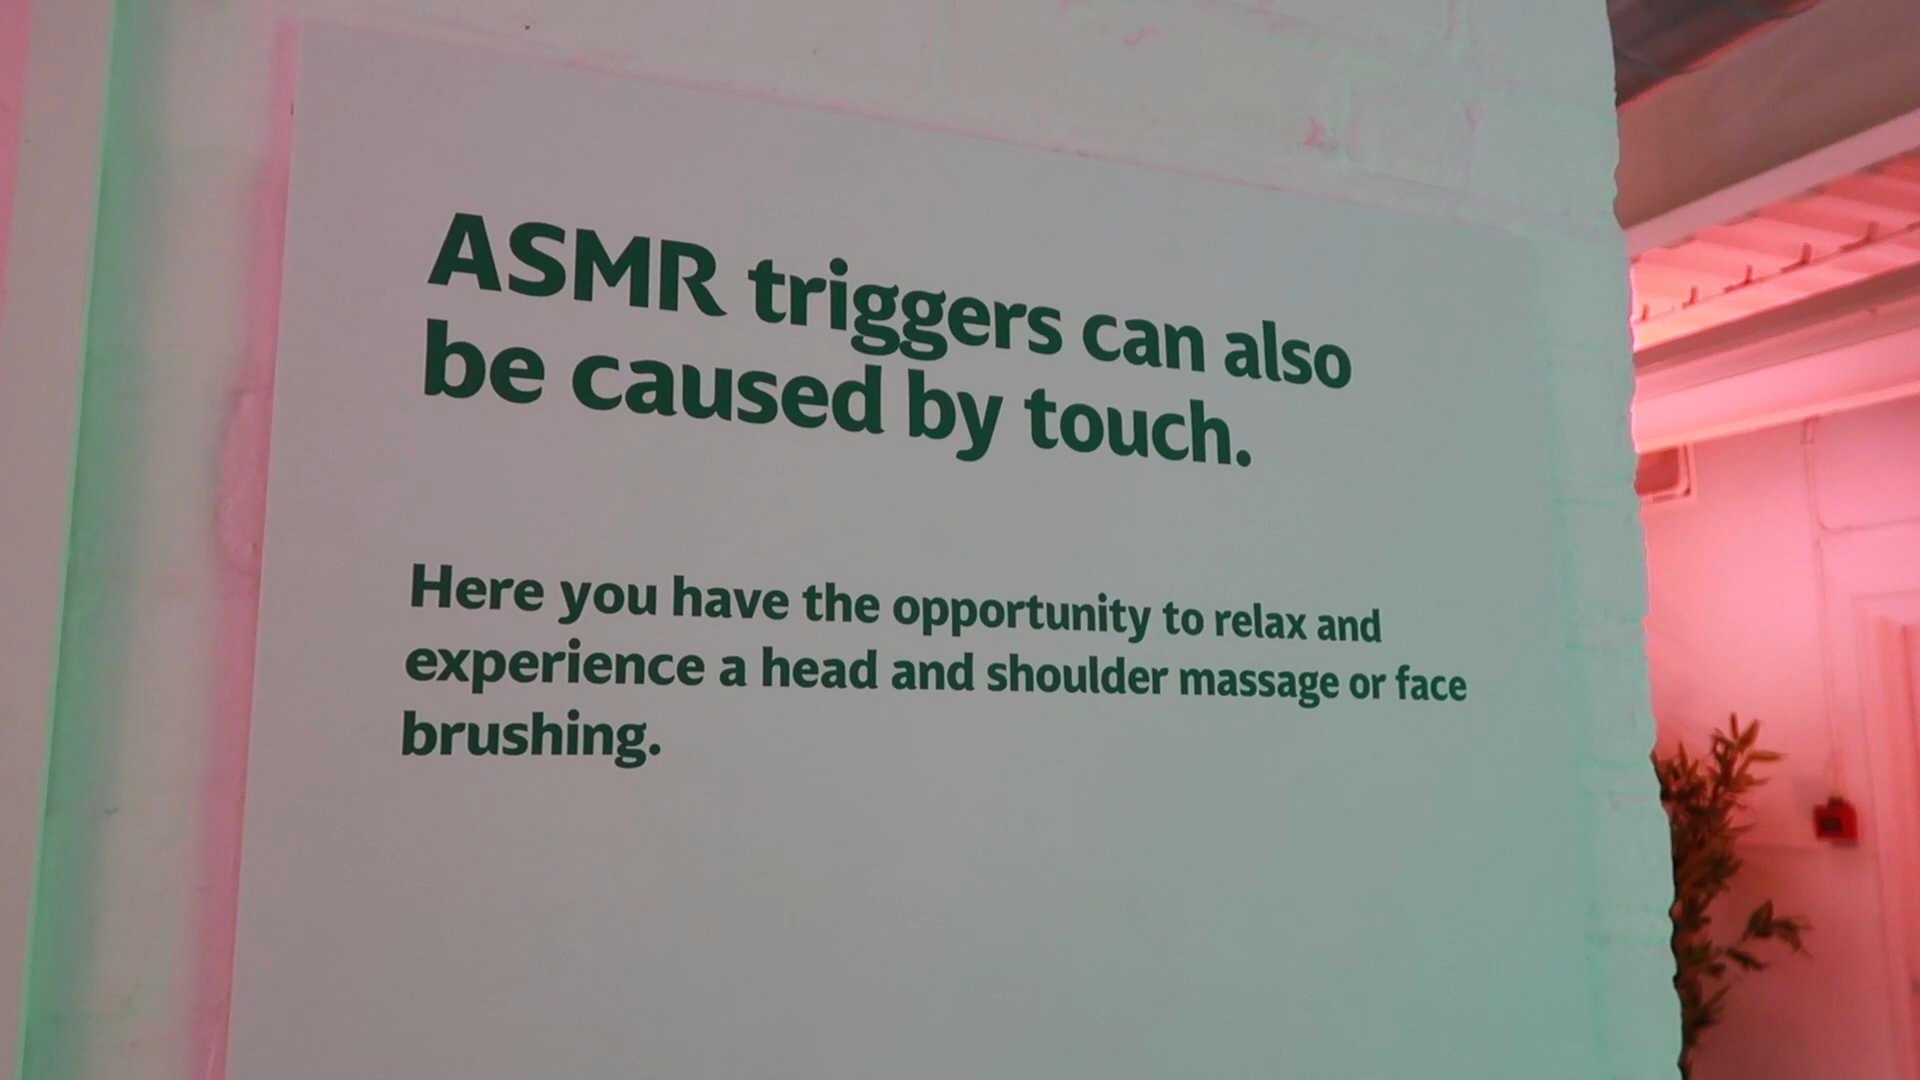 ASMR triggers can also
be caused by touch.
Here you have the opportunity to relax and
experience a head and shoulder massage or face
brushing.